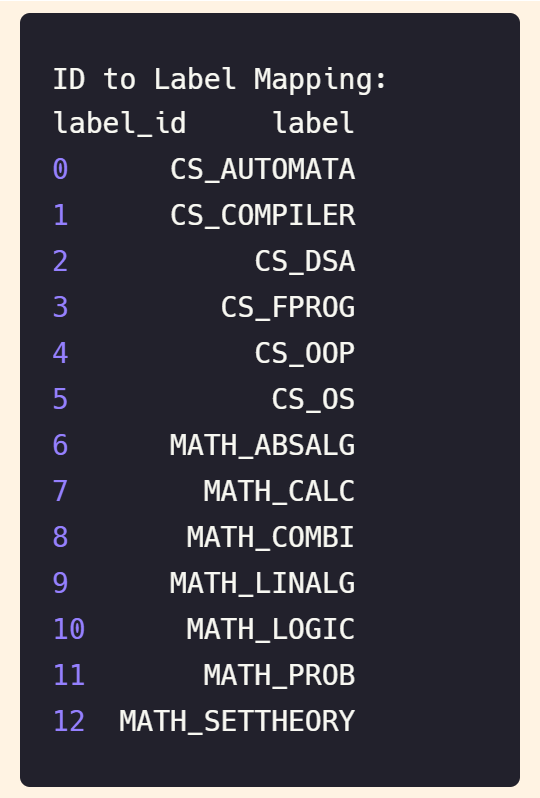 ID to Label Mapping:
label_id     label
0      CS_AUTOMATA
1      CS_COMPILER
2           CS_DSA
3         CS_FPROG
4           CS_OOP
5            CS_OS
6      MATH_ABSALG
7        MATH_CALC
8       MATH_COMBI
9      MATH_LINALG
10      MATH_LOGIC
11       MATH_PROB
12  MATH_SETTHEORY